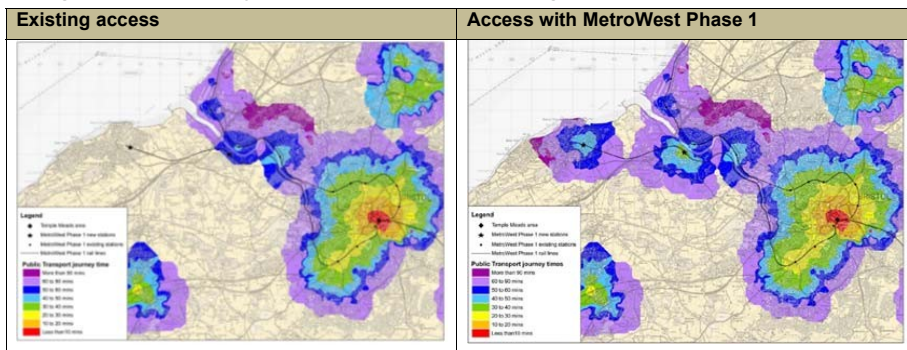 Existing access
Access with MetroWest Phase 1
Legend
Temple Meads area
MetroWest Phase 1 new stations
MetroWest Phase 1 existing stations
MetroWest Phase 1 rail lines
Public Transport journey time
More than 90 mins
60 to 90 mins
50 to 60 mins
40 to 50 mins
30 to 40 mins
20 to 30 mins
10 to 20 mins
Less than10 mins
Legend
Temple Meads area
MetroWest Phase 1 new stations
MetroWest Phase 1 existing stations
MetroWest Phase 1 rail lines
Public Transport journey times
More than 90 mins
60 to 90 mins
50 to 60 mins
40 to 50 mins
30 to 40 mins
20 to 30 mins
10 to 20 mins
Less than10 mins